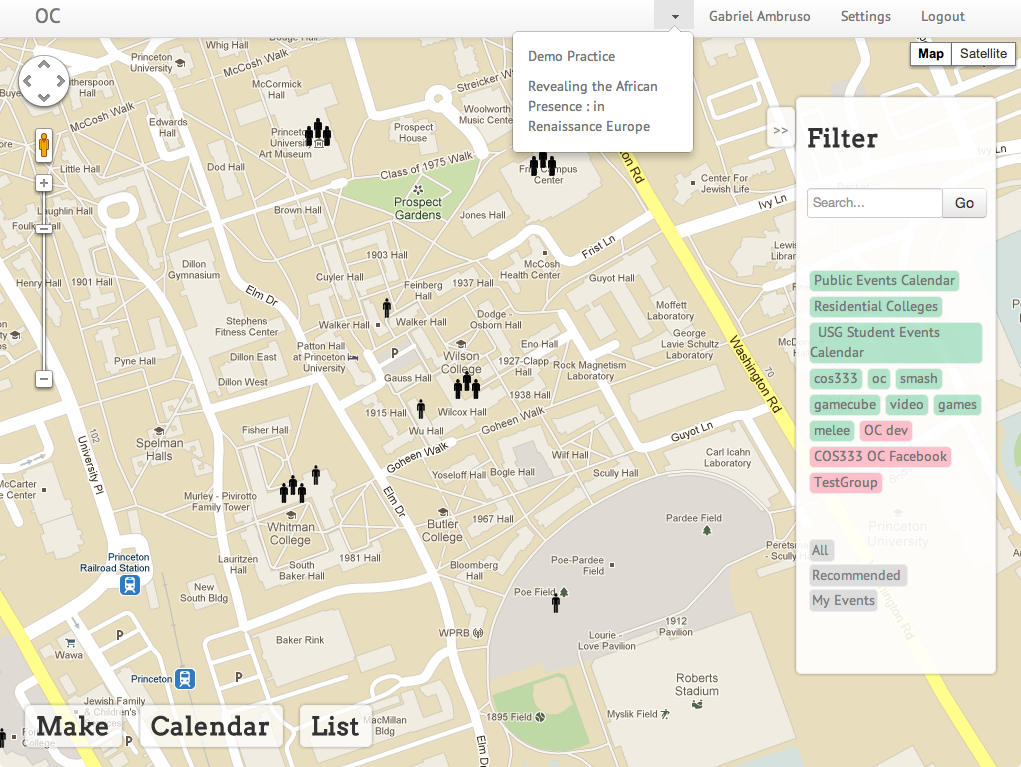 OC
Gabriel Ambruso
Settings
Logout
Demo Practice
Revealing the African
Presence : in
Renaissance Europe
Map
Satellite
>>
Filter
Search...
Go
Public Events Calendar
Residential Colleges
USG Student Events
Calendar
cos333
oc
smash
gamecube
video
games
melee
OC dev
COS333 OC Facebook
TestGroup
All
Recommended
My Events
Whig Hall
Princeton
University
McCosh Walk
McCormick
Hall
Streicker W
Woolworth
Music Cente
McCosh Walk
Edwards
Hall
Princet
Universit
Art Museum
Prospect
House
Class of 1975 Walk
Little Hall
Dod Hall
Campus
Center
Center For
Jewish Life
Ivy Ln
Ivy Ln
Laughlin Hall
Brown Hall
Prospect
Gardens
Jones Hall
Frist Ln
Henry Hall
1901 Hall
Dillon
Gymnasium
1903 Hall
McCosh
Health Center
Cuyler Hall
Feinberg
Hall
1937 Hall
Guyot Hall
Elm Dr
Stephens
Fitness Center
Walker Hall
Walker Hall
Dodge -
Osborn Hall
Moffett
Laboratory
George
Lavie Schultz
Laboratory
Washington Rd
70
Pyne Hall
Dillon East
Patton Hall
at Princeton
University
P
Wilson
College
Eno Hall
1927-Clapp
Hall
Rock Magnetism
Laboratory
Dillon West
Gauss Hall
1938 Hall
1915 Hall
Wilcox Hall
Wu Hall
Goheen Walk
Goheen Walk
Guyot Ln
102
University Pl
Spelman
Halls
Fisher Hall
Wilf Hall
Carl Icahn
Laboratory
Yoseloff Hall
Bogle Hall
Scully Hall
McCarter
Center
Murley - Pivirotto
Family Tower
Elm Dr
Whitman
College
Butler
College
1967 Hall
Pardee Field
Princeton
University
Princeton
Railroad Station
Lauritzen
Hall
South
Baker Hall
1981 Hall
Bloomberg
Hall
Poe-Pardee
Field
New
South Bldg
Poe Field
P
Baker Rink
WPRB
Lourie -
Love Pavilion
1912
Pavilion
Wawa
Princeton
P
Roberts
Stadium
Jewish Family
& Children's
1895 Field
Myslik Field
MacMillan
Bldg
P
Elm D
Make
Calendar
List